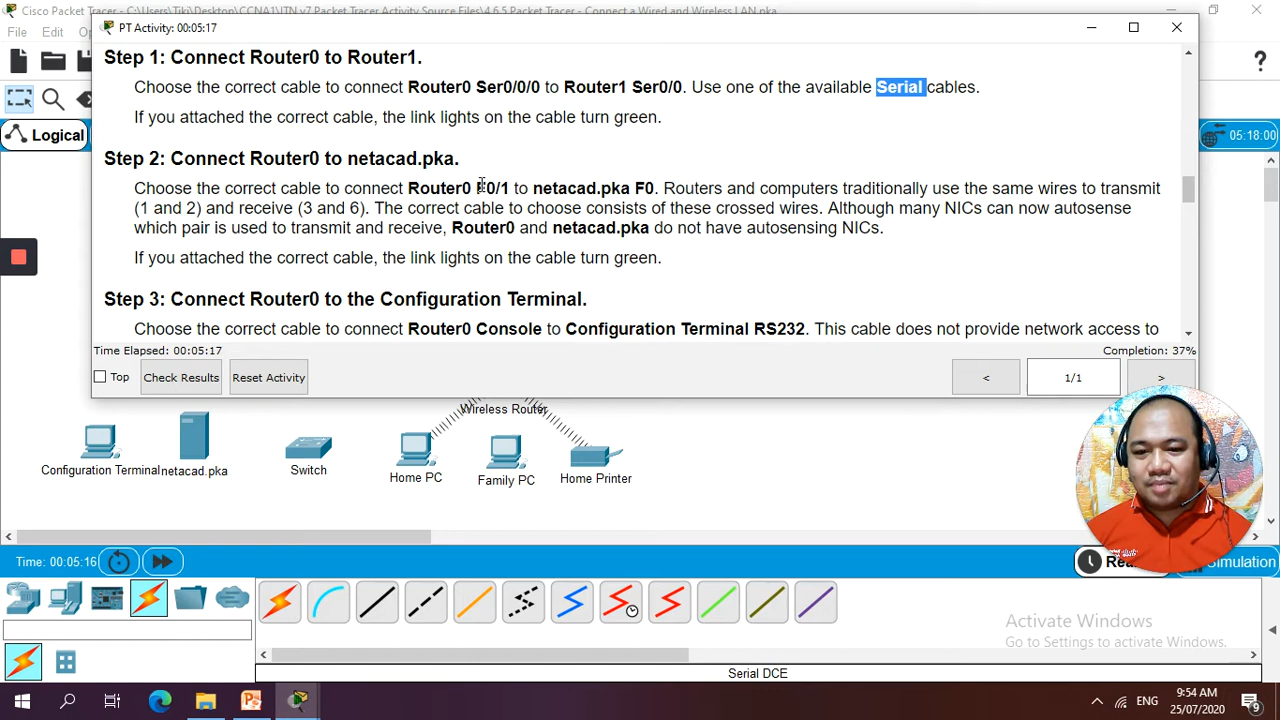 Cisco Packet Tracer - C:\Users\Tiki\Desktop\CCNA1\ITN v7 Packet Tracer Activity Source Files\4.6.5 Packet Tracer - Connect a Wired and Wireless LAN.pka
File Edit
PT Activity: 00:05:17
Step 1: Connect Router0 to Router1.
Choose the correct cable to connect Router0 Ser0/0/0 to Router1 Ser0/0. Use one of the available Serial cables.
If you attached the correct cable, the link lights on the cable turn green.
Logical
05:18:00
Step 2: Connect Router0 to netacad.pka.
Choose the correct cable to connect Router0 F0/1 to netacad.pka F0. Routers and computers traditionally use the same wires to transmit
(1 and 2) and receive (3 and 6). The correct cable to choose consists of these crossed wires. Although many NICs can now autosense
which pair is used to transmit and receive, Router0 and netacad.pka do not have autosensing NICs.
If you attached the correct cable, the link lights on the cable turn green.
Step 3: Connect Router0 to the Configuration Terminal.
Choose the correct cable to connect Router0 Console to Configuration Terminal RS232. This cable does not provide network access to
Time Elapsed: 00:05:17
Completion: 37%
Top
Check Results
Reset Activity
<
1/1
>
Wireless Router
Configuration Terminal
netacad.pka
Switch
Home PC
Family PC
Home Printer
Time: 00:05:16
Simulation
Activate Windows
Go to Settings to activate Windows.
Serial DCE
ENG
9:54 AM
25/07/2020
9